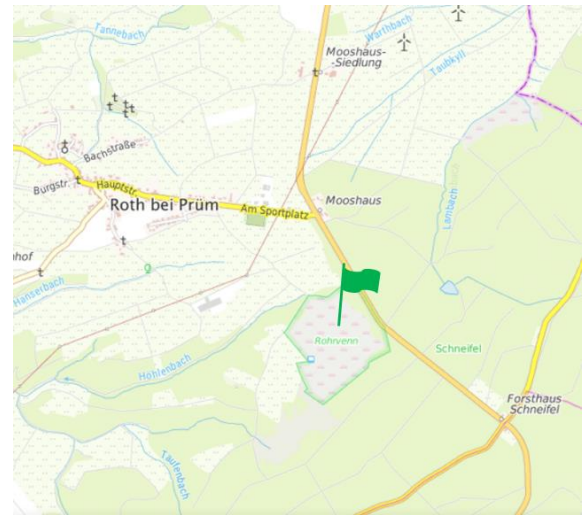 Tannebach
Warthbach
Mooshaus-
-Siedlung
Taubkyll
Bachstraße
Burgstr.
Hauptstr.
Roth bei Prüm
Am Sportplatz
Mooshaus
Lambach
hof
Hanserbach
Rohrvenn
Schneifel
Höhlenbach
Forsthaus
Schneifel
Taufenbach